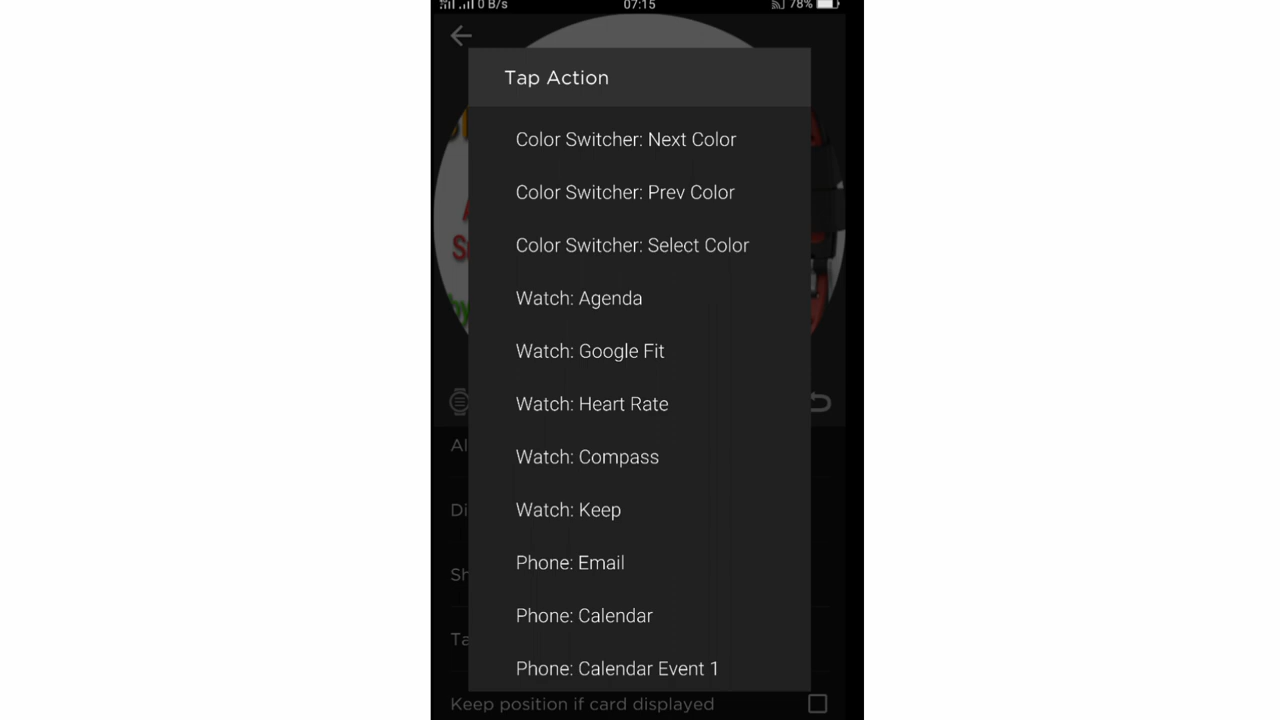 0 B/s 07:15 78%
Tap Action
Color Switcher: Next Color
Color Switcher: Prev Color
Color Switcher: Select Color
Watch: Agenda
Watch: Google Fit
Watch: Heart Rate
Watch: Compass
Watch: Keep
Phone: Email
Phone: Calendar
Phone: Calendar Event 1
Keep position if card displayed